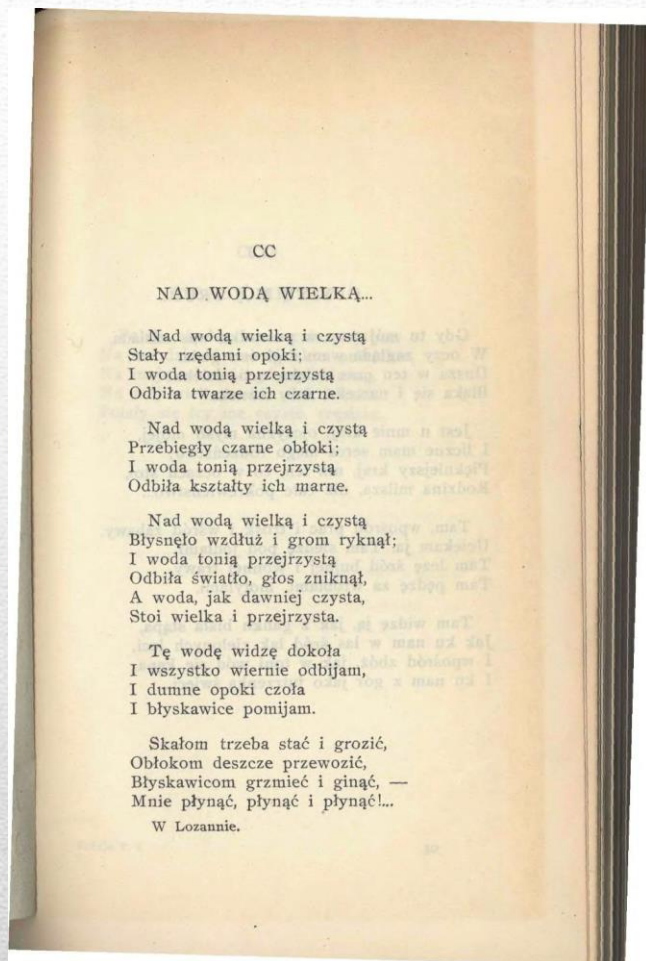 CC
NAD WODĄ WIELKĄ...
Nad wodą wielką i czystą
Stały rzędami opoki;
I woda tonią przejrzystą
Odbiła twarze ich czarne.
Nad wodą wielką i czystą
Przebiegły czarne obłoki;
I woda tonią przejrzystą
Odbiła kształty ich marne.
Nad wodą wielką i czystą
Błysnęło wzdłuż i grom ryknął;
I woda tonią przejrzystą
Odbiła światło, głos zniknął,
A woda, jak dawniej czysta,
Stoi wielka i przejrzysta.
Tę wodę widzę dokoła
I wszystko wiernie odbijam,
I dumne opoki czoła
I błyskawice pomijam.
Skałom trzeba stać i grozić,
Obłokom deszcze przewozić,
Błyskawicom grzmieć i ginąć, —
Mnie płynąć, płynąć i płynąć!...
W Lozannie.